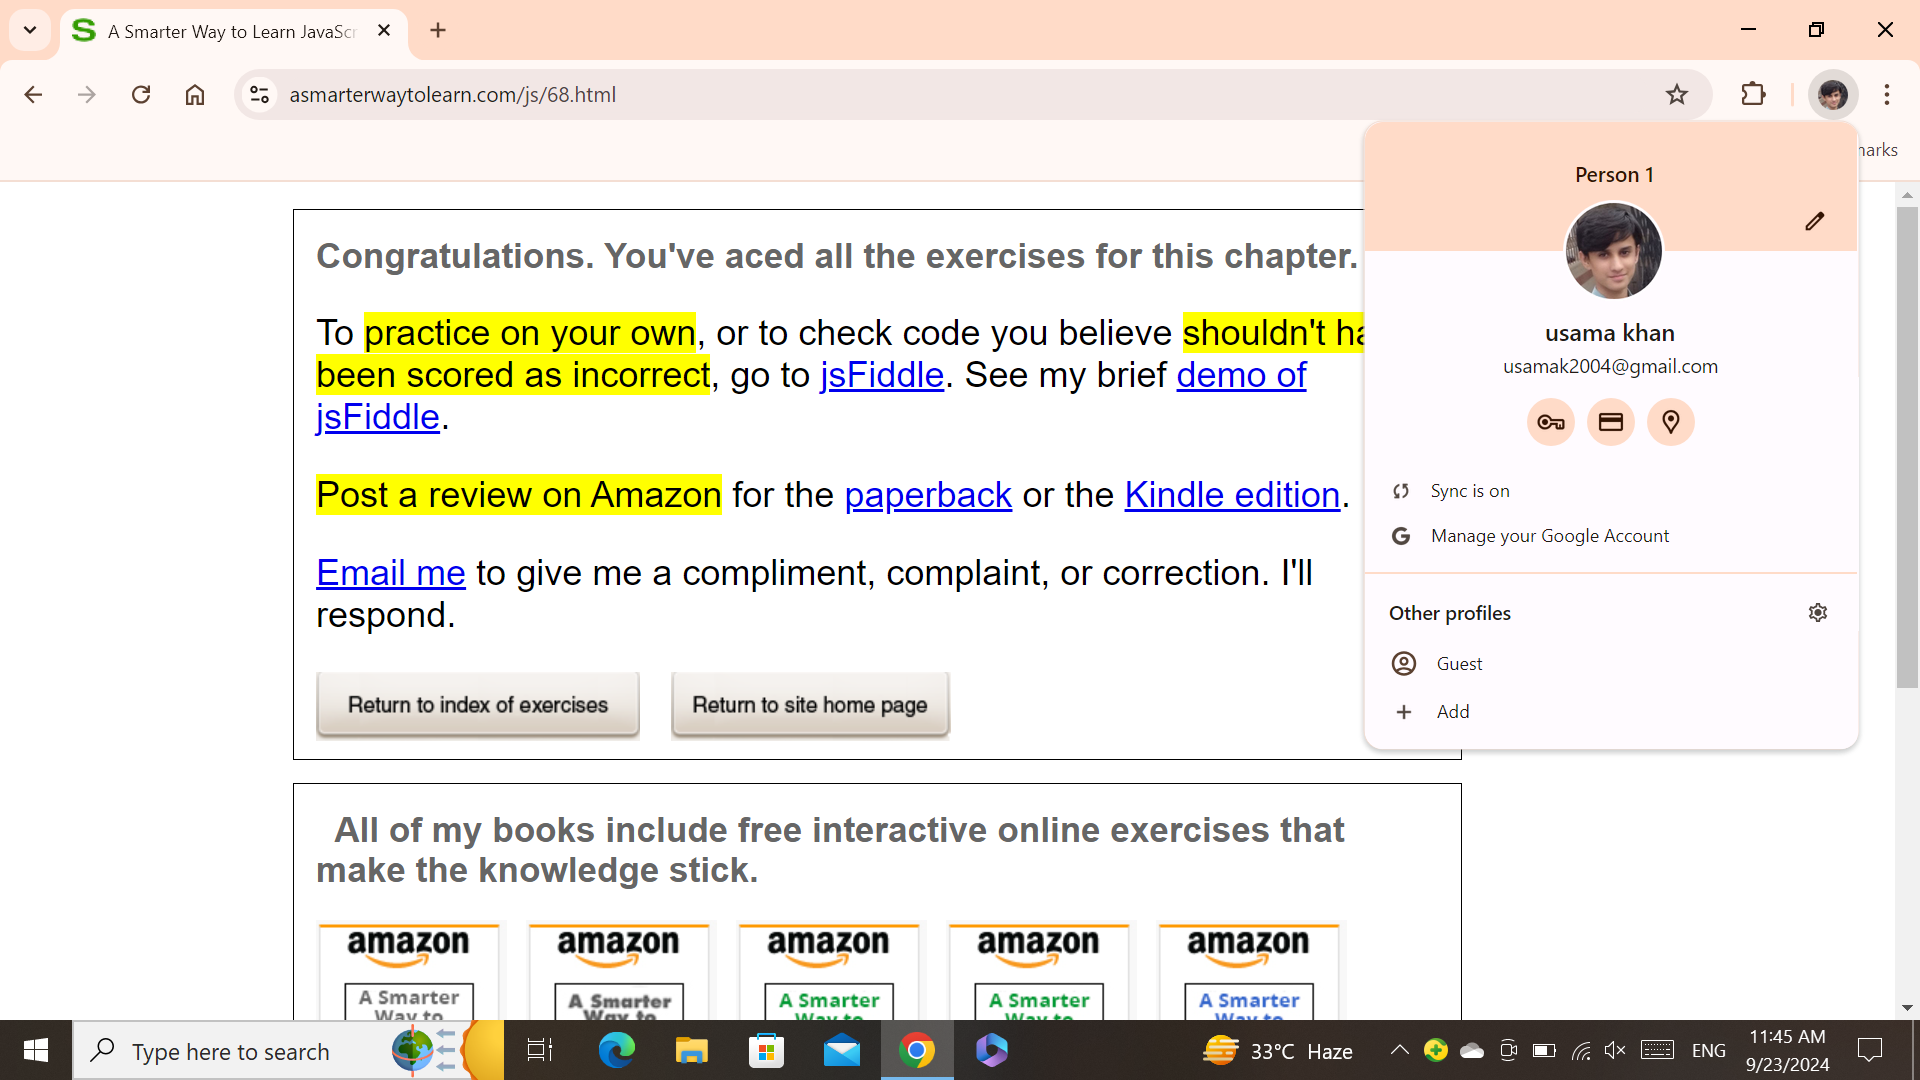 A Smarter Way to Learn JavaScr
asmarterwaytolearn.com/js/68.html
narks
Person 1
usama khan
usamak2004@gmail.com
Sync is on
Manage your Google Account
Other profiles
Guest
Add
Congratulations. You've aced all the exercises for this chapter.
To practice on your own, or to check code you believe shouldn't ha
been scored as incorrect, go to jsFiddle. See my brief demo of
jsFiddle.
Post a review on Amazon for the paperback or the Kindle edition.
Email me to give me a compliment, complaint, or correction. I'll
respond.
Return to index of exercises Return to site home page
All of my books include free interactive online exercises that
make the knowledge stick.
amazon amazon amazon amazon amazon
A Smarter A Smarter A Smarter A Smarter A Smarter
Way to Way to Way to Way to Way to
Type here to search
33°C Haze
ENG
11:45 AM
9/23/2024